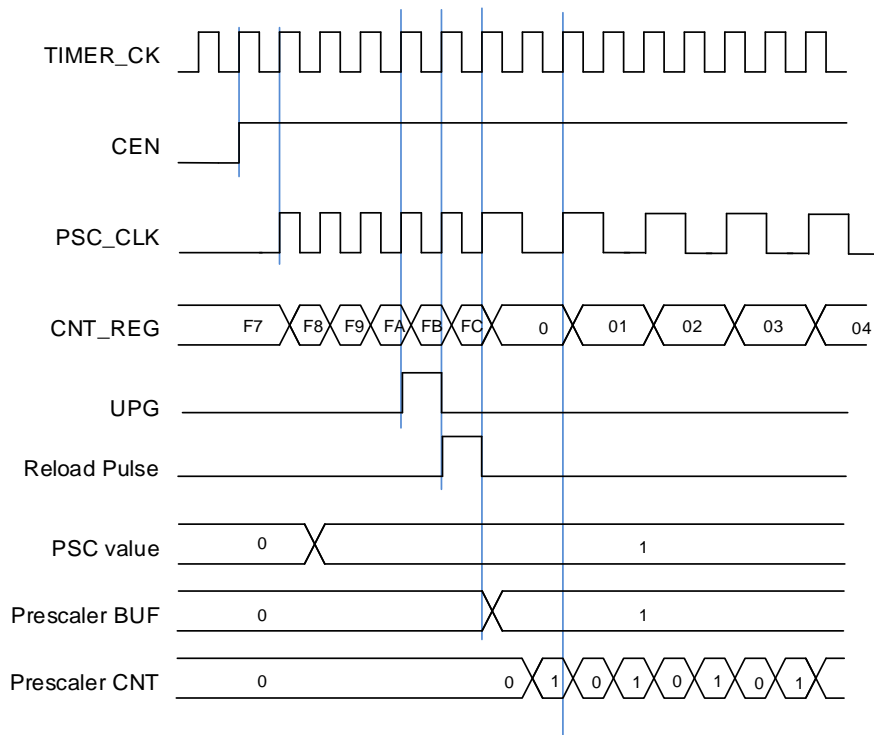 TIMER_CK
CEN
PSC_CLK
CNT_REG F7 F8 F9 FA FB FC 0 01 02 03 04
UPG
Reload Pulse
PSC value 0 1
Prescaler BUF 0 1
Prescaler CNT 0 0 1 0 1 0 1 0 1